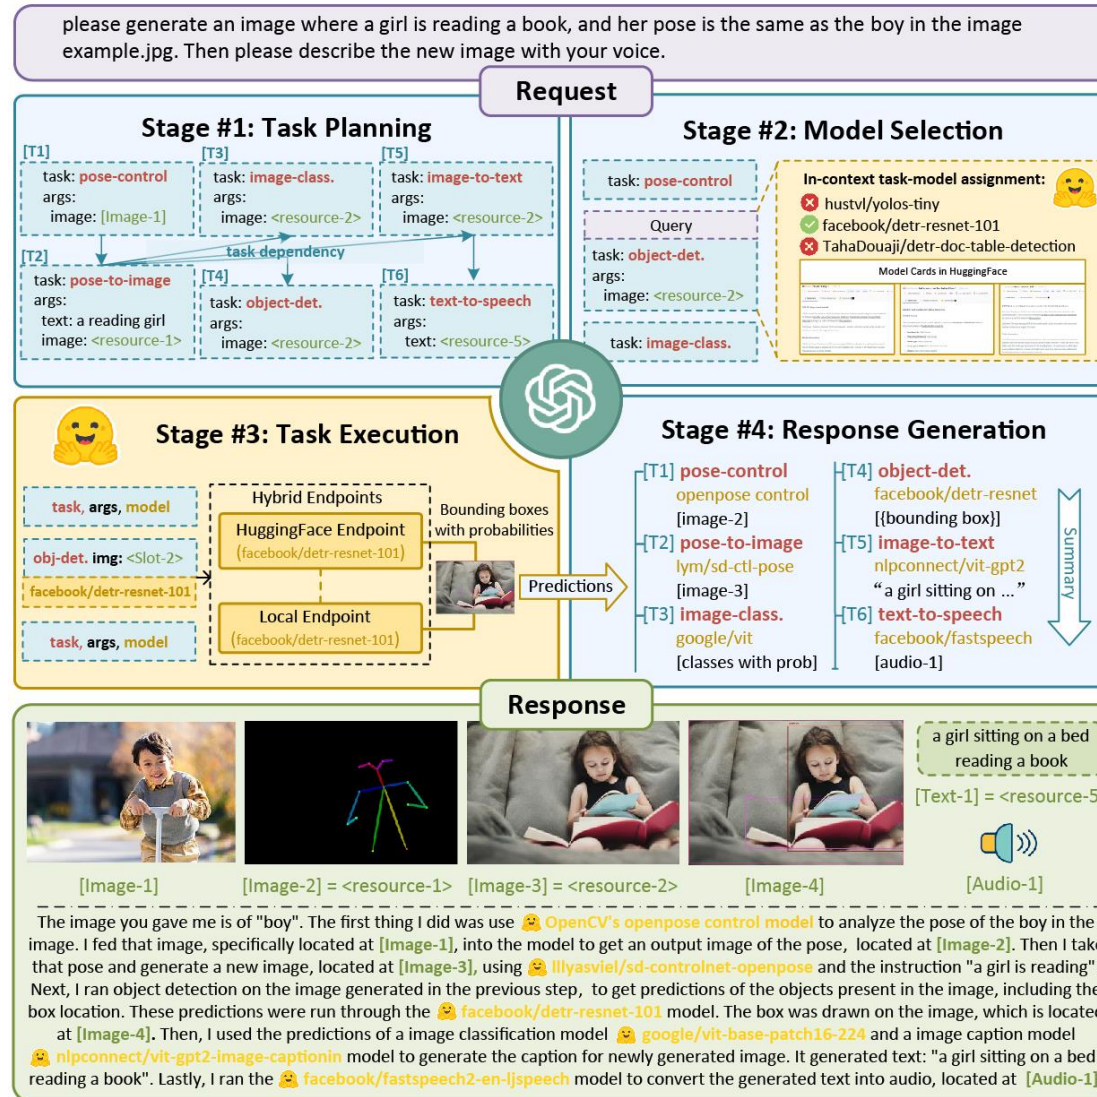 please generate an image where a girl is reading a book, and her pose is the same as the boy in the image
example.jpg. Then please describe the new image with your voice.
Request
Stage #1: Task Planning
[T1]
task: pose-control
args:
image: [Image-1]
[T3]
task: image-class.
args:
image: <resource-2>
[T5]
task: image-to-text
args:
image: <resource-2>
task dependency
[T2]
task: pose-to-image
args:
text: a reading girl
image: <resource-1>
[T4]
task: object-det.
args:
image: <resource-2>
[T6]
task: text-to-speech
args:
text: <resource-5>
Stage #2: Model Selection
task: pose-control
Query
task: object-det.
args:
image: <resource-2>
task: image-class.
In-context task-model assignment:
hustvl/yolos-tiny
facebook/detr-resnet-101
TahaDouaji/detr-doc-table-detection
Model Cards in HuggingFace
Stage #3: Task Execution
task, args, model
obj-det. img: <Slot-2>
facebook/detr-resnet-101
task, args, model
Hybrid Endpoints
HuggingFace Endpoint
(facebook/detr-resnet-101)
Local Endpoint
(facebook/detr-resnet-101)
Bounding boxes
with probabilities
Predictions
Stage #4: Response Generation
[T1] pose-control
openpose control
[image-2]
[T2] pose-to-image
lym/sd-ctl-pose
[image-3]
[T3] image-class.
google/vit
[classes with prob]
[T4] object-det.
facebook/detr-resnet
[{bounding box}]
[T5] image-to-text
nlpconnect/vit-gpt2
“a girl sitting on ...”
[T6] text-to-speech
facebook/fastspeech
[audio-1]
Summary
Response
a girl sitting on a bed
reading a book
[Text-1] = <resource-5
[Image-1]
[Image-2] = <resource-1>
[Image-3] = <resource-2>
[Image-4]
[Audio-1]
The image you gave me is of "boy". The first thing I did was use OpenCV's openpose control model to analyze the pose of the boy in the
image. I fed that image, specifically located at [Image-1], into the model to get an output image of the pose, located at [Image-2]. Then I take
that pose and generate a new image, located at [Image-3], using lllyasviel/sd-controlnet-openpose and the instruction "a girl is reading"
Next, I ran object detection on the image generated in the previous step, to get predictions of the objects present in the image, including the
box location. These predictions were run through the facebook/detr-resnet-101 model. The box was drawn on the image, which is located
at [Image-4]. Then, I used the predictions of a image classification model google/vit-base-patch16-224 and a image caption model
nlpconnect/vit-gpt2-image-captionin model to generate the caption for newly generated image. It generated text: "a girl sitting on a bed
reading a book". Lastly, I ran the facebook/fastspeech2-en-ljspeech model to convert the generated text into audio, located at [Audio-1]